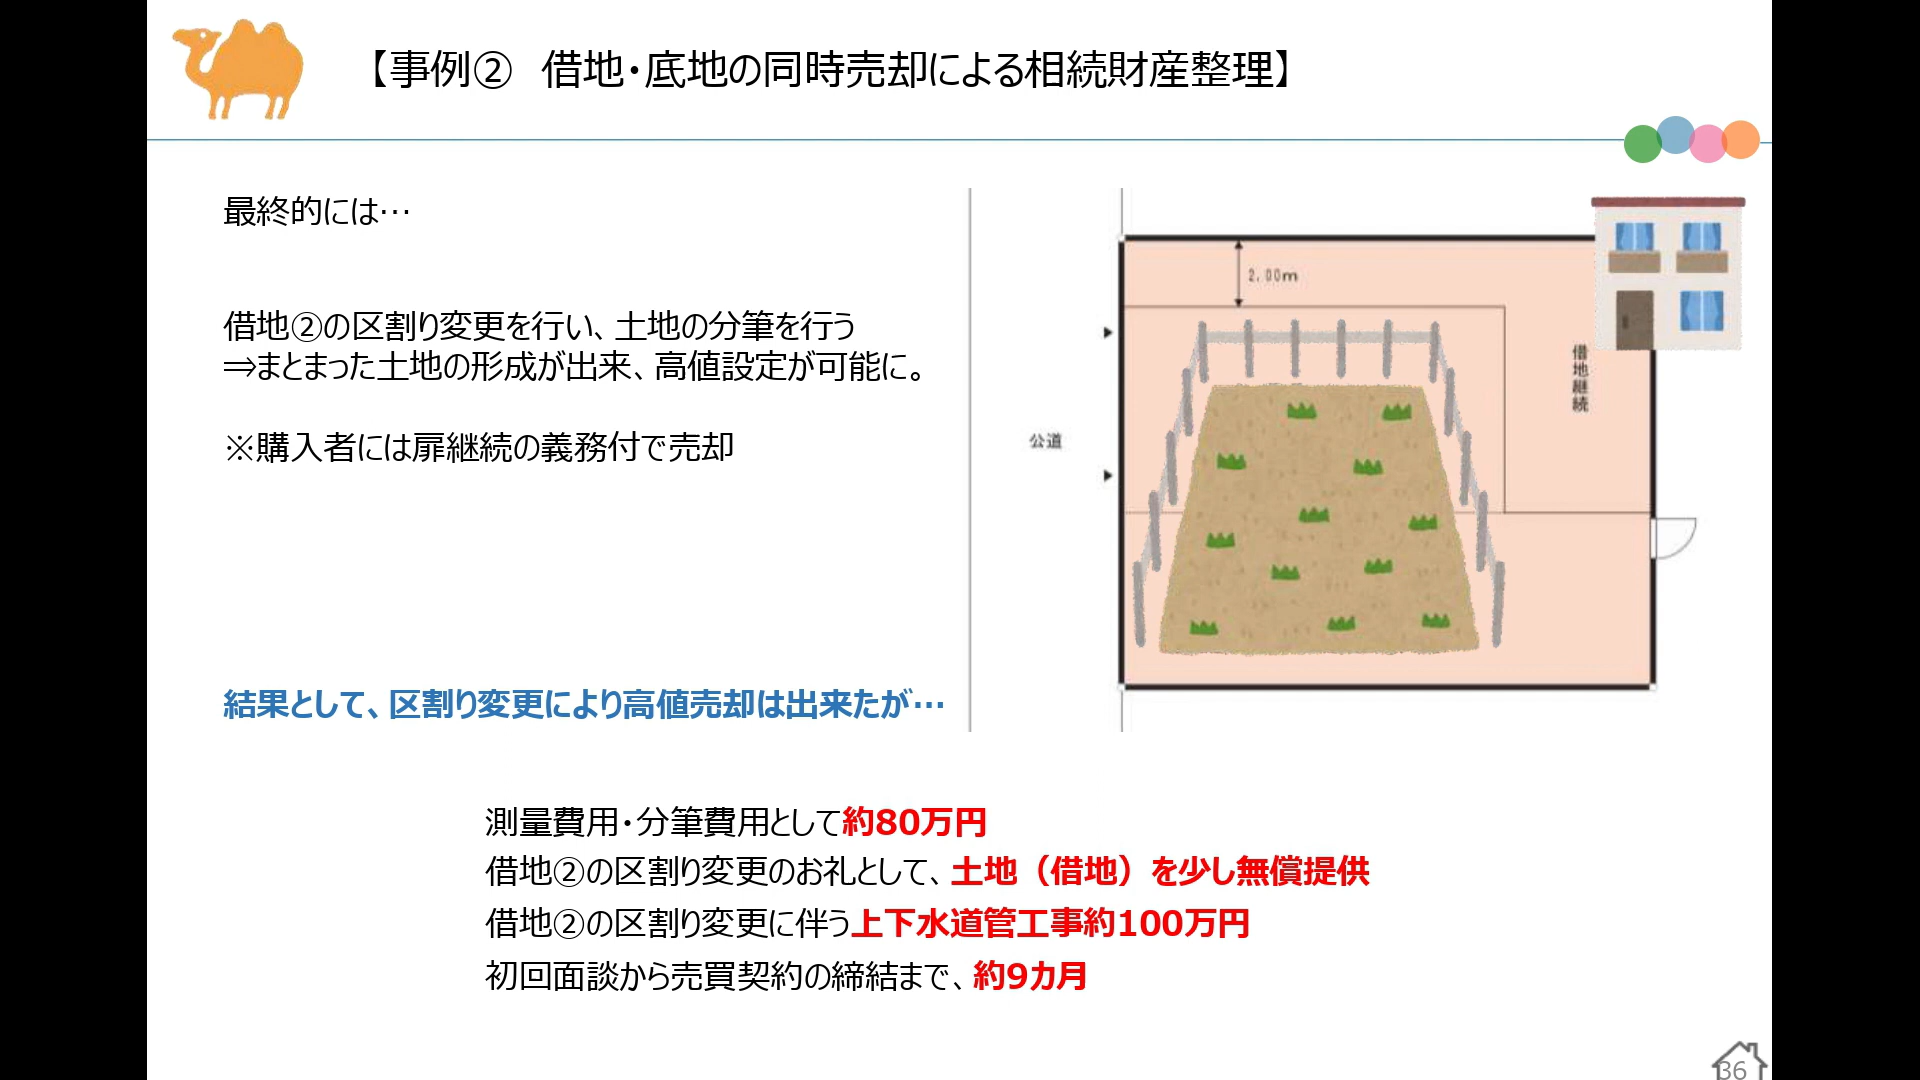 【事例②　借地・底地の同時売却による相続財産整理】
最終的には…
借地②の区割り変更を行い、土地の分筆を行う
⇒まとまった土地の形成が出来、高値設定が可能に。
※購入者には扉継続の義務付で売却
結果として、区割り変更により高値売却は出来たが…
2.00m
借地継続
公道
測量費用・分筆費用として約80万円
借地②の区割り変更のお礼として、土地（借地）を少し無償提供
借地②の区割り変更に伴う上下水道管工事約100万円
初回面談から売買契約の締結まで、約9カ月
36